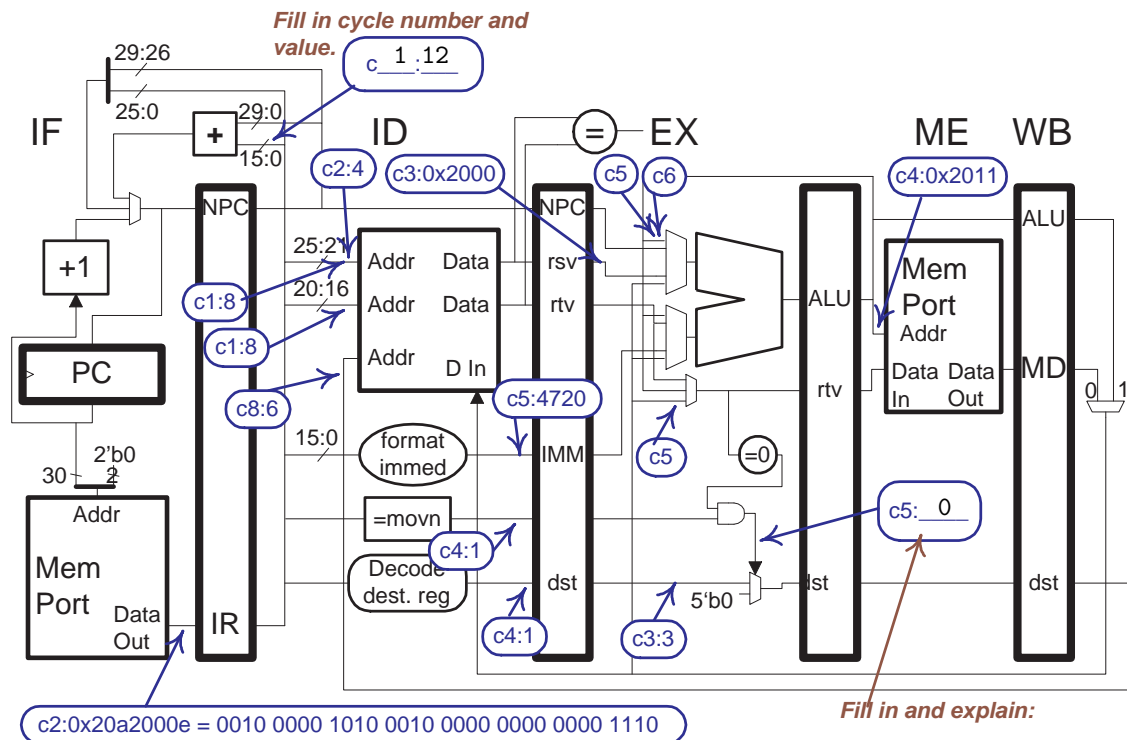 Fill in cycle number and
value.
29:26
c 1 : 12
25:0
29:0
+
15:0
IF
ID
=
EX
ME
WB
c2:4
c3:0x2000
c5
c6
c4:0x2011
NPC
NPC
ALU
25:21
Addr
Data
rsv
Mem
Port
+1
20:16
c1:8
Addr
Data
rtv
ALU
Addr
c1:8
PC
Addr
D In
rtv
Data
In
Data
Out
MD
0
1
c8:6
c5:4720
15:0
format
immed
IMM
c5
=0
30
2'b0
2
Addr
=movn
c5: 0
c4:1
Mem
Port
Decode
dest. reg
dst
5'b0
dst
dst
Data
Out
IR
c4:1
c3:3
c2:0x20a2000e = 0010 0000 1010 0010 0000 0000 0000 1110
Fill in and explain: